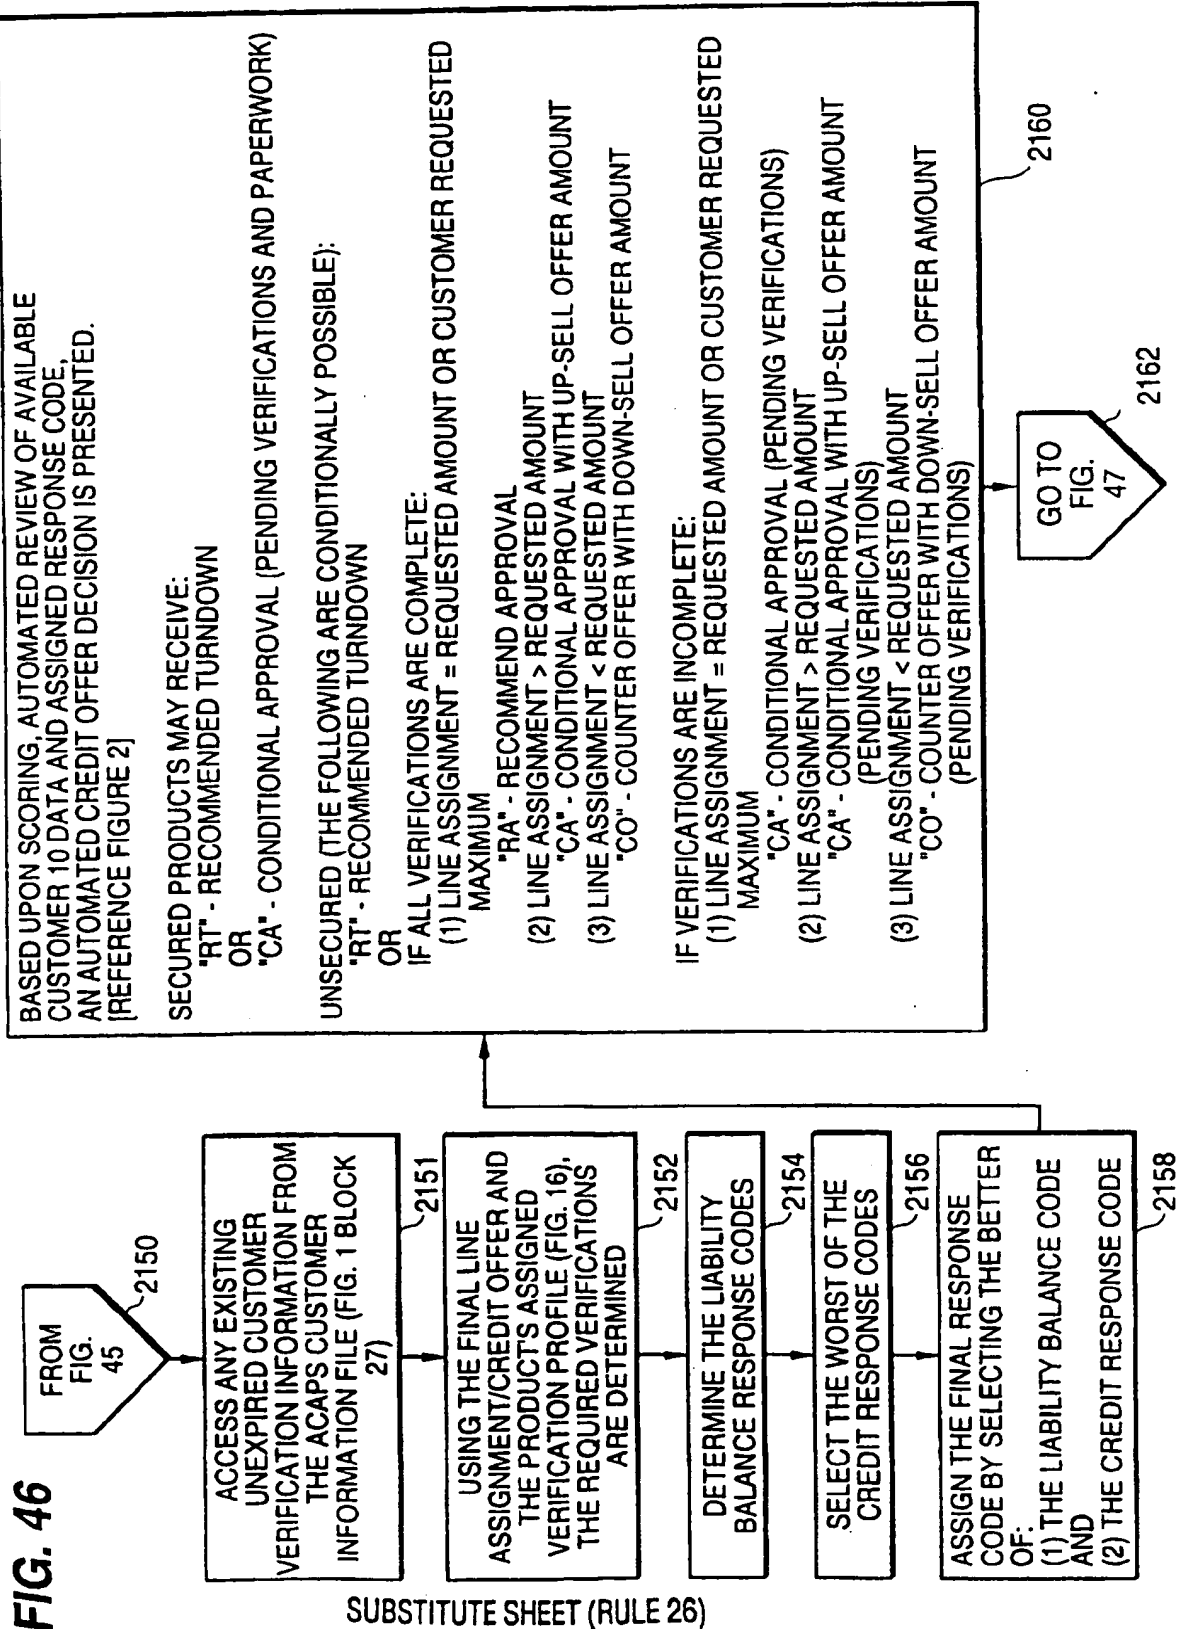 FIG. 46
FROM
FIG.
45
2150
ACCESS ANY EXISTING
UNEXPIRED CUSTOMER
VERIFICATION INFORMATION FROM
THE ACAPS CUSTOMER
INFORMATION FILE (FIG. 1 BLOCK
27)
2151
USING THE FINAL LINE
ASSIGNMENT/CREDIT OFFER AND
THE PRODUCT'S ASSIGNED
VERIFICATION PROFILE (FIG. 16),
THE REQUIRED VERIFICATIONS
ARE DETERMINED
2152
DETERMINE THE LIABILITY
BALANCE RESPONSE CODES
2154
SELECT THE WORST OF THE
CREDIT RESPONSE CODES
2156
ASSIGN THE FINAL RESPONSE
CODE BY SELECTING THE BETTER
OF:
(1) THE LIABILITY BALANCE CODE
AND
(2) THE CREDIT RESPONSE CODE
2158
BASED UPON SCORING, AUTOMATED REVIEW OF AVAILABLE
CUSTOMER 10 DATA AND ASSIGNED RESPONSE CODE,
AN AUTOMATED CREDIT OFFER DECISION IS PRESENTED.
[REFERENCE FIGURE 2]
SECURED PRODUCTS MAY RECEIVE:
"RT" - RECOMMENDED TURNDOWN
OR
"CA" - CONDITIONAL APPROVAL (PENDING VERIFICATIONS AND PAPERWORK)
UNSECURED (THE FOLLOWING ARE CONDITIONALLY POSSIBLE):
"RT" - RECOMMENDED TURNDOWN
OR
IF ALL VERIFICATIONS ARE COMPLETE:
(1) LINE ASSIGNMENT = REQUESTED AMOUNT OR CUSTOMER REQUESTED
MAXIMUM
"RA" - RECOMMEND APPROVAL
(2) LINE ASSIGNMENT > REQUESTED AMOUNT
"CA" - CONDITIONAL APPROVAL WITH UP-SELL OFFER AMOUNT
(3) LINE ASSIGNMENT < REQUESTED AMOUNT
"CO" - COUNTER OFFER WITH DOWN-SELL OFFER AMOUNT
IF VERIFICATIONS ARE INCOMPLETE:
(1) LINE ASSIGNMENT = REQUESTED AMOUNT OR CUSTOMER REQUESTED
MAXIMUM
"CA" - CONDITIONAL APPROVAL (PENDING VERIFICATIONS)
(2) LINE ASSIGNMENT > REQUESTED AMOUNT
"CA" - CONDITIONAL APPROVAL WITH UP-SELL OFFER AMOUNT
(PENDING VERIFICATIONS)
(3) LINE ASSIGNMENT < REQUESTED AMOUNT
"CO" - COUNTER OFFER WITH DOWN-SELL OFFER AMOUNT
(PENDING VERIFICATIONS)
2160
GO TO
FIG.
47
2162
SUBSTITUTE SHEET (RULE 26)